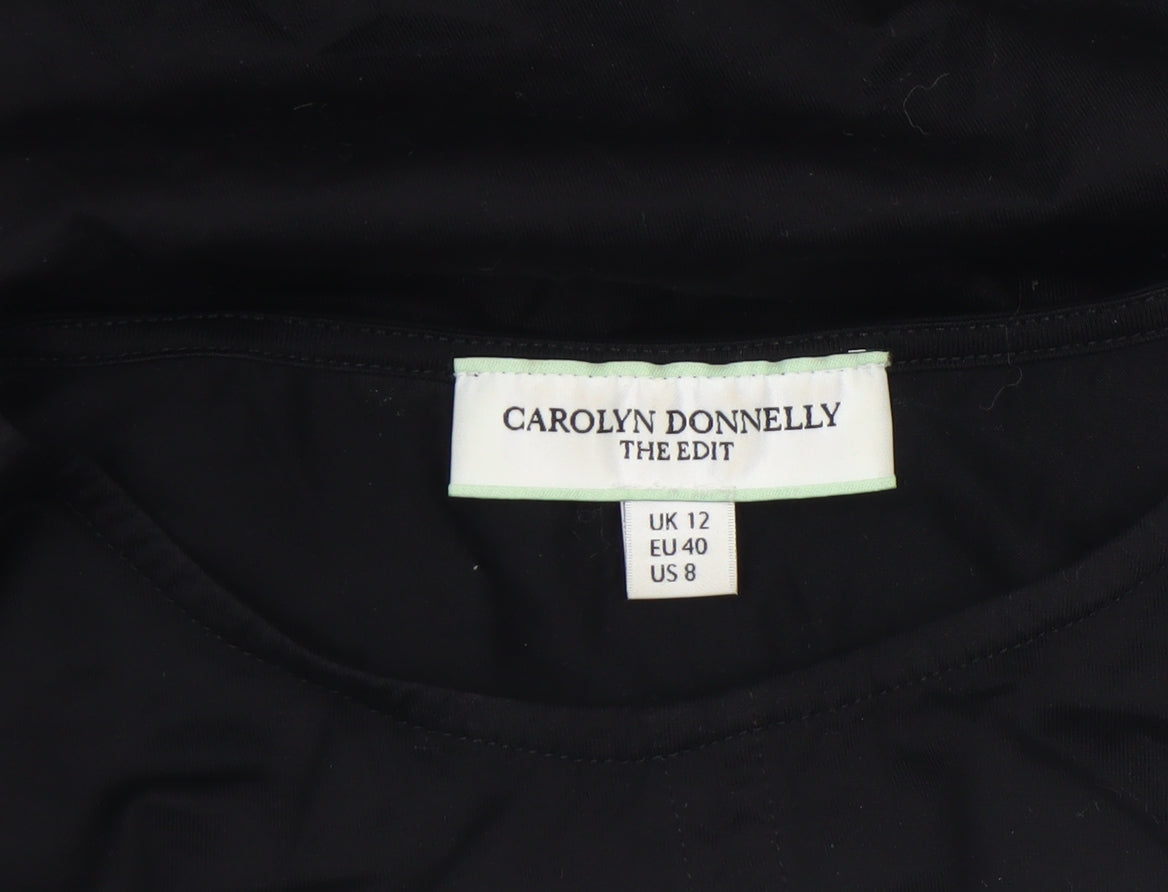 CAROLYN DONNELLY
THE EDIT
UK 12
EU 40
US 8